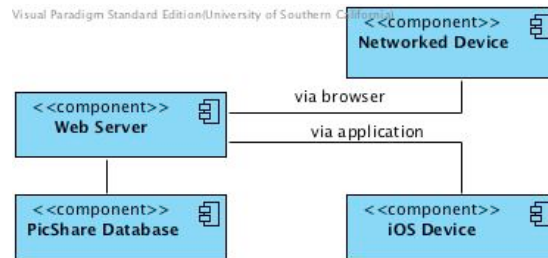 Visual Paradigm Standard Edition(University of Southern California)
<<component>>
Networked Device
via browser
<<component>>
Web Server
via application
<<component>>
PicShare Database
<<component>>
iOS Device